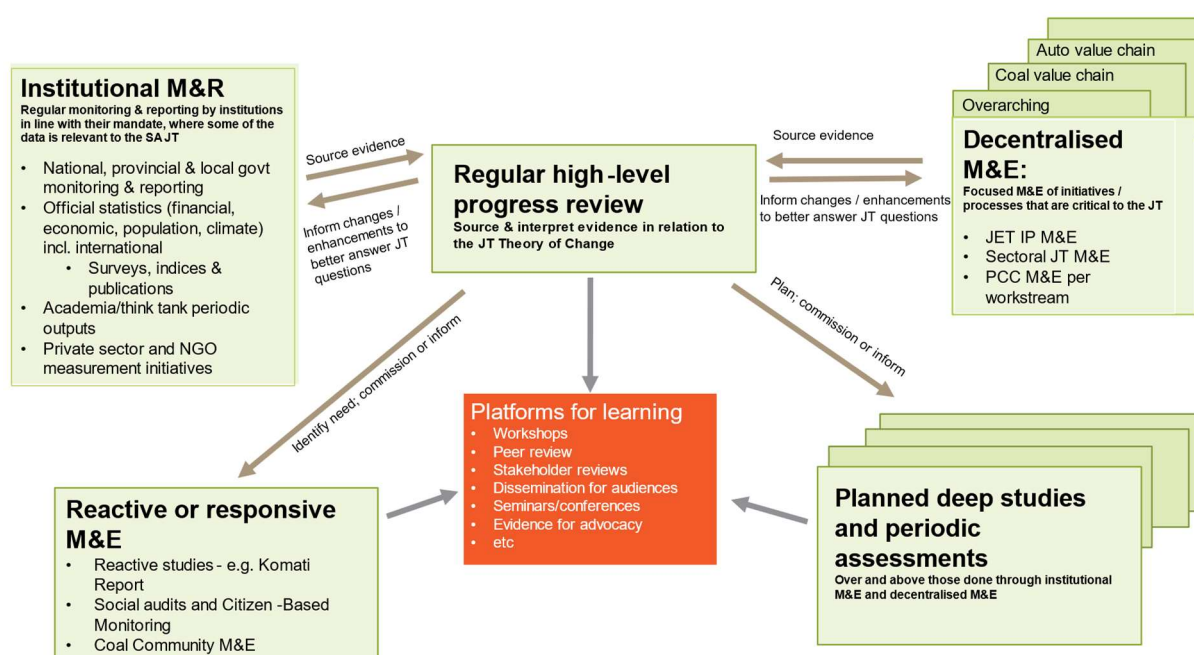 Institutional M&R
Regular monitoring & reporting by institutions
in line with their mandate, where some of the
data is relevant to the SAJT
• National, provincial & local govt
monitoring & reporting
• Official statistics (financial,
economic, population, climate)
incl. international
• Surveys, indices &
publications
• Academia/think tank periodic
outputs
• Private sector and NGO
measurement initiatives
Source evidence
Inform changes /
enhancements to
better answer JT
questions
Regular high-level
progress review
Source & interpret evidence in relation to
the JT Theory of Change
Source evidence
Inform changes / enhancements
to better answer JT questions
Auto value chain
Coal value chain
Overarching
Decentralised
M&E:
Focused M&E of initiatives /
processes that are critical to the JT
• JET IP M&E
• Sectoral JT M&E
• PCC M&E per
workstream
Identify need; commission or inform
Plan; commission or inform
Platforms for learning
• Workshops
• Peer review
• Stakeholder reviews
• Dissemination for audiences
• Seminars/conferences
• Evidence for advocacy
• etc
Reactive or responsive
M&E
• Reactive studies - e.g. Komati
Report
• Social audits and Citizen -Based
Monitoring
• Coal Community M&E
Planned deep studies
and periodic
assessments
Over and above those done through institutional
M&E and decentralised M&E